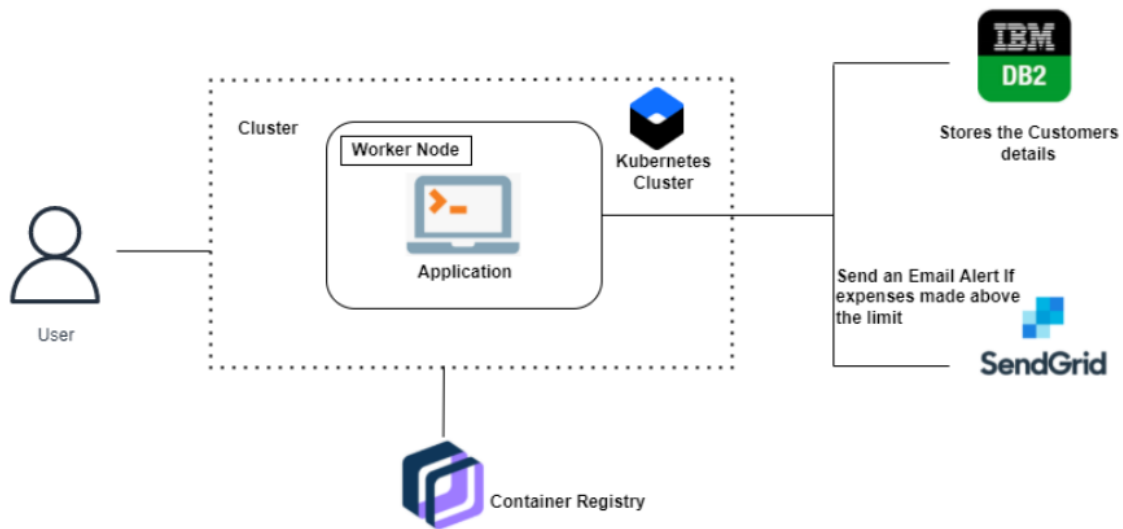 IBM
DB2
Stores the Customers
details
Cluster
Worker Node
Kubernetes
Cluster
Application
User
Send an Email Alert If
expenses made above
the limit
SendGrid
Container Registry